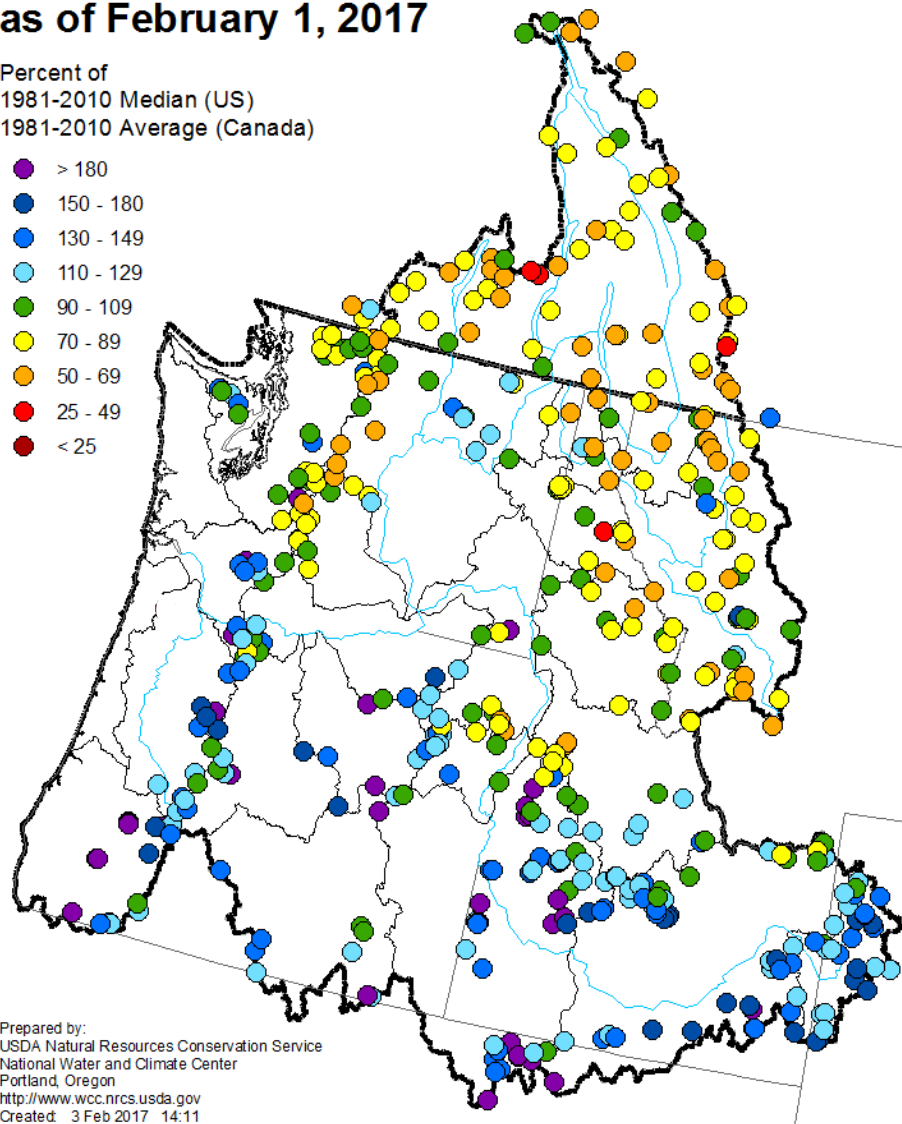 as of February 1, 2017
Percent of
1981-2010 Median (US)
1981-2010 Average (Canada)
> 180
150 - 180
130 - 149
110 - 129
90 - 109
70 - 89
50 - 69
25 - 49
< 25
Prepared by:
USDA Natural Resources Conservation Service
National Water and Climate Center
Portland, Oregon
http://www.wcc.nrcs.usda.gov
Created: 3 Feb 2017 14:11